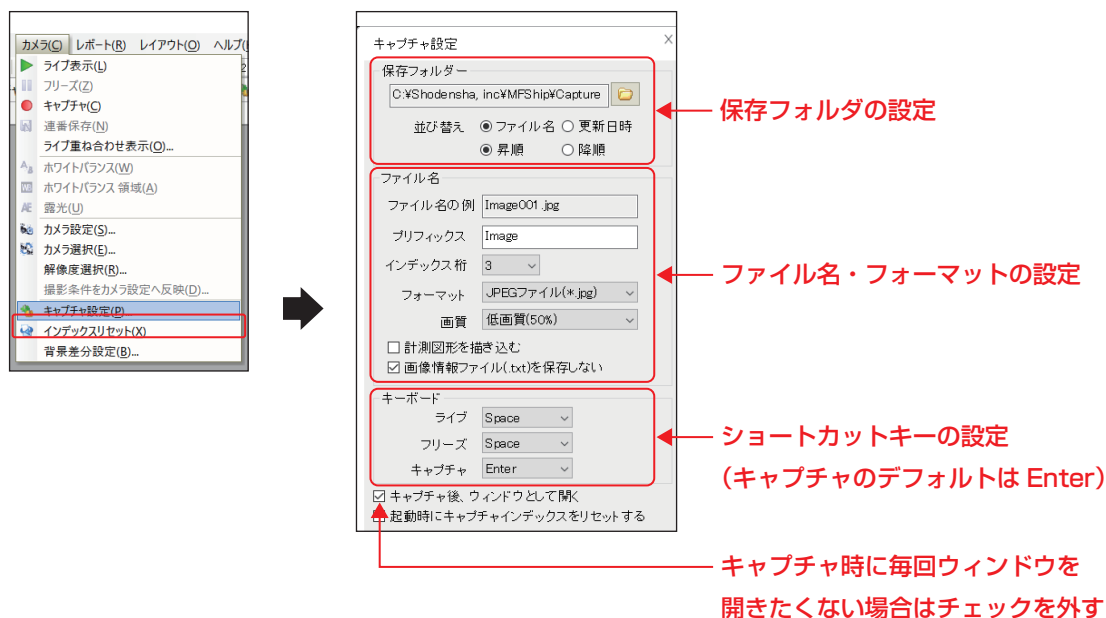 カメラ(C) レポート(R) レイアウト(O) ヘルプ(
ライブ表示(L)
フリーズ(Z)
キャプチャ(C)
連番保存(N)
ライブ重ね合わせ表示(O)...
ホワイトバランス(W)
ホワイトバランス 領域(A)
露光(U)
カメラ設定(S)...
カメラ選択(E)...
解像度選択(R)...
撮影条件をカメラ設定へ反映(D)...
キャプチャ設定(P)...
インデックスリセット(X)
背景差分設定(B)...
キャプチャ設定
保存フォルダー
C:¥Shodensha, inc¥MFShip¥Capture
並び替え ファイル名 更新日時
昇順 降順
保存フォルダの設定
ファイル名
ファイル名の例 Image001.jpg
プリフィックス Image
インデックス桁 3
フォーマット JPEGファイル(*.jpg)
画質 低画質(50%)
計測図形を描き込む
画像情報ファイル(.txt)を保存しない
ファイル名・フォーマットの設定
キーボード
ライブ Space
フリーズ Space
キャプチャ Enter
ショートカットキーの設定
(キャプチャのデフォルトは Enter)
キャプチャ後、ウィンドウとして開く
起動時にキャプチャインデックスをリセットする
キャプチャ時に毎回ウィンドウを
開きたくない場合はチェックを外す